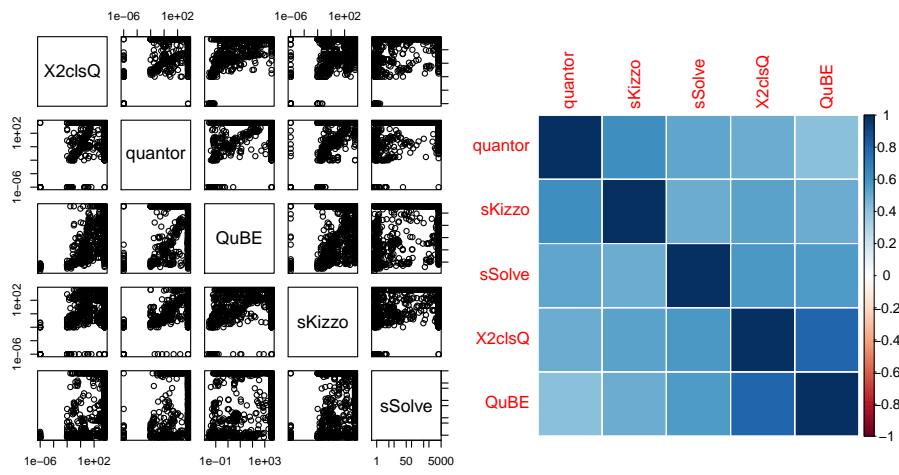 1e−06 1e+02 1e−06 1e+02
X2clsQ
1e−06 1e+02
quantor
QuBE
1e−06 1e+02
sKizzo
sSolve
1e−06 1e+02 1e−01 1e+03 1 50 5000
quantor sKizzo sSolve X2clsQ QuBE
quantor
sKizzo
sSolve
X2clsQ
QuBE
1
0.8
0.6
0.4
0.2
0
−0.2
−0.4
−0.6
−0.8
−1